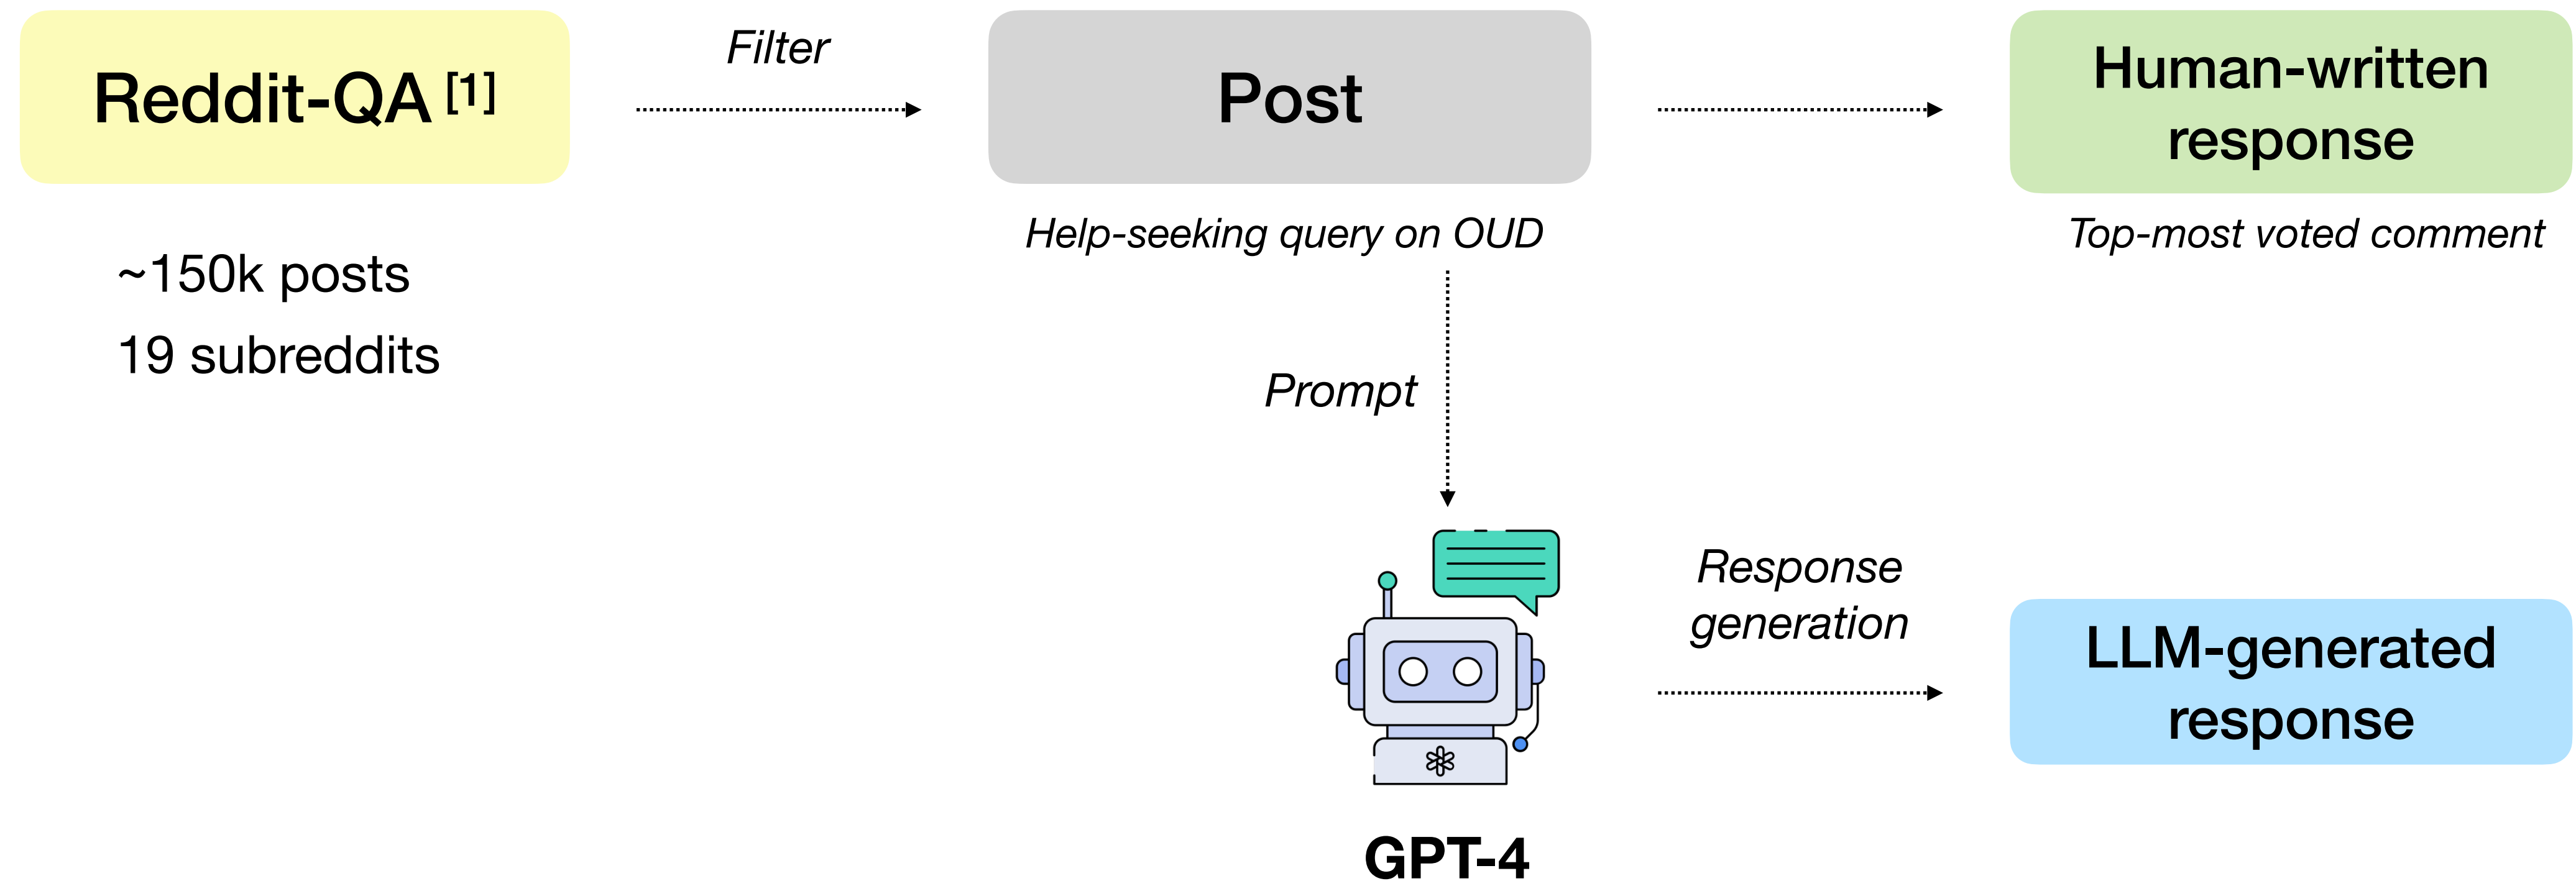 Reddit-QA [1]
Filter
Post
Human-written
response
~150k posts
19 subreddits
Help-seeking query on OUD
Top-most voted comment
Prompt
Response
generation
LLM-generated
response
GPT-4